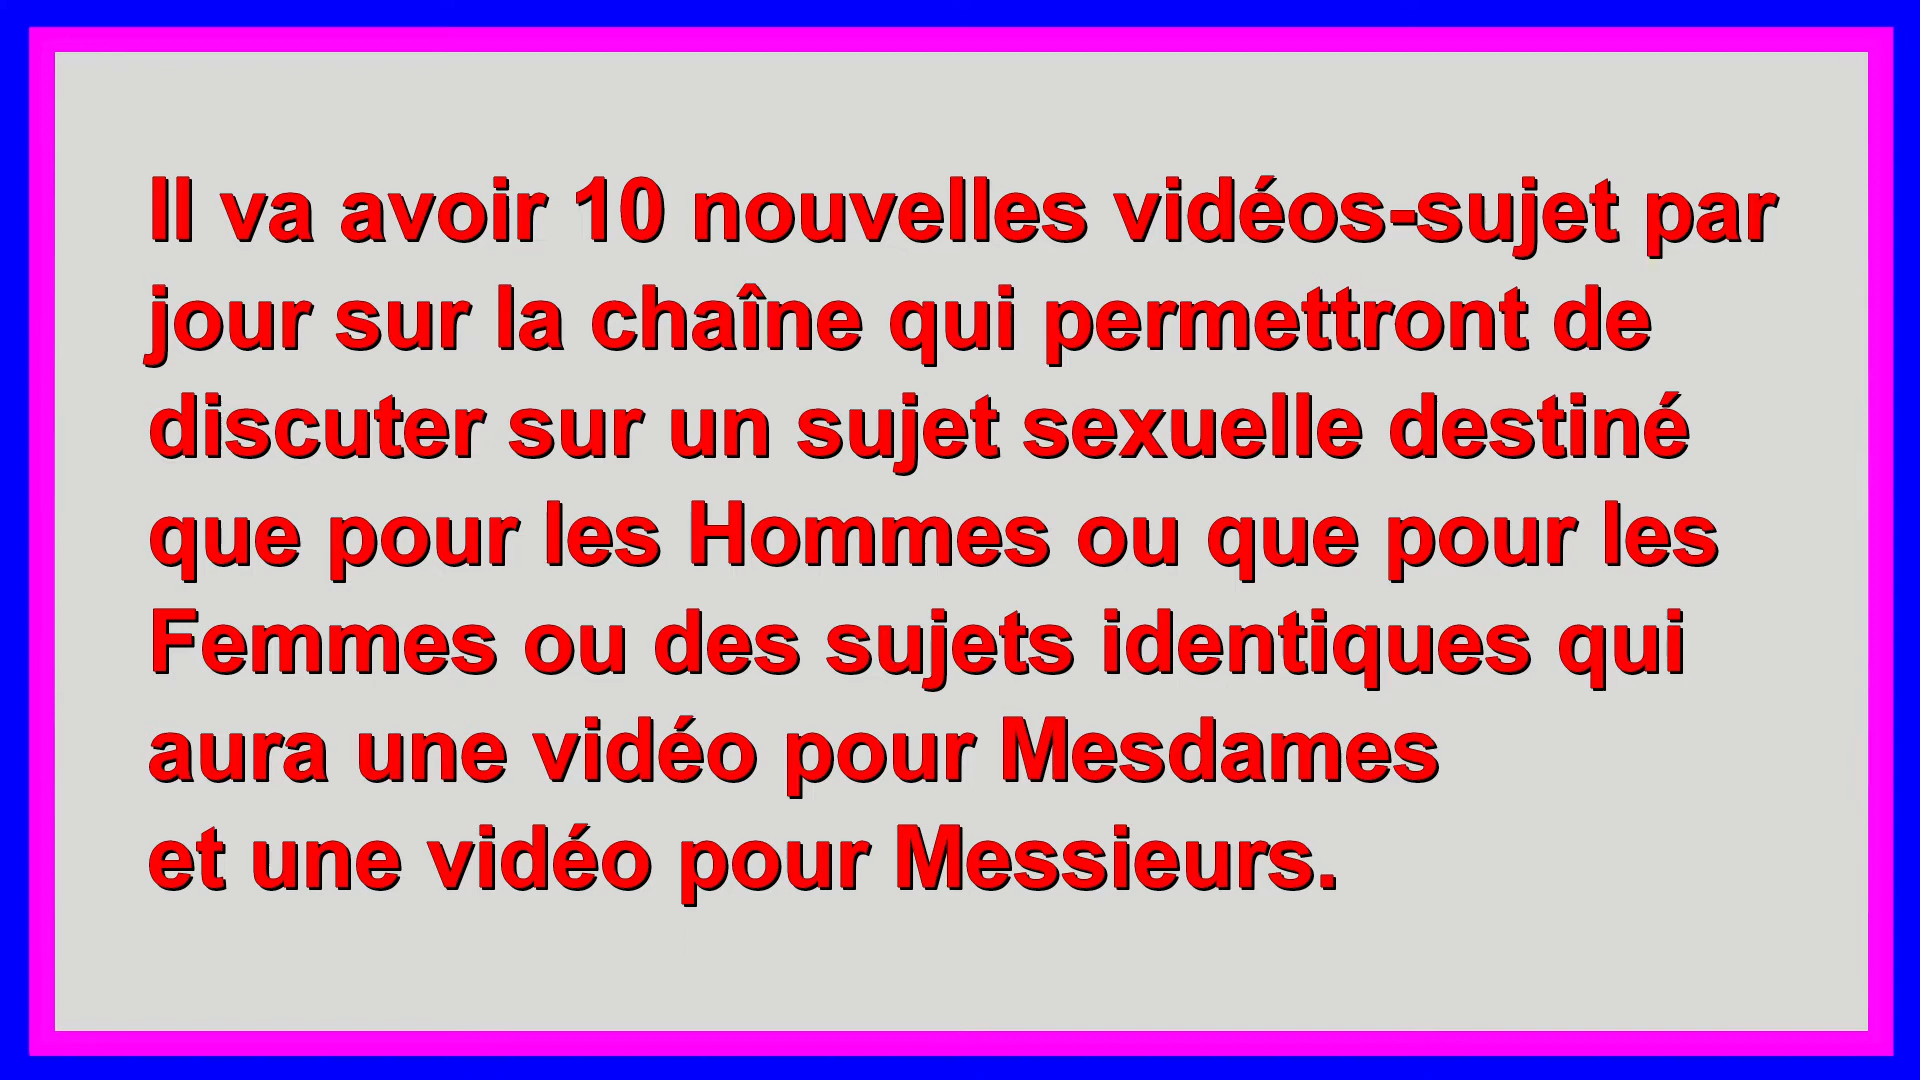 Il va avoir 10 nouvelles vidéos-sujet par
jour sur la chaîne qui permettront de
discuter sur un sujet sexuelle destiné
que pour les Hommes ou que pour les
Femmes ou des sujets identiques qui
aura une vidéo pour Mesdames
et une vidéo pour Messieurs.